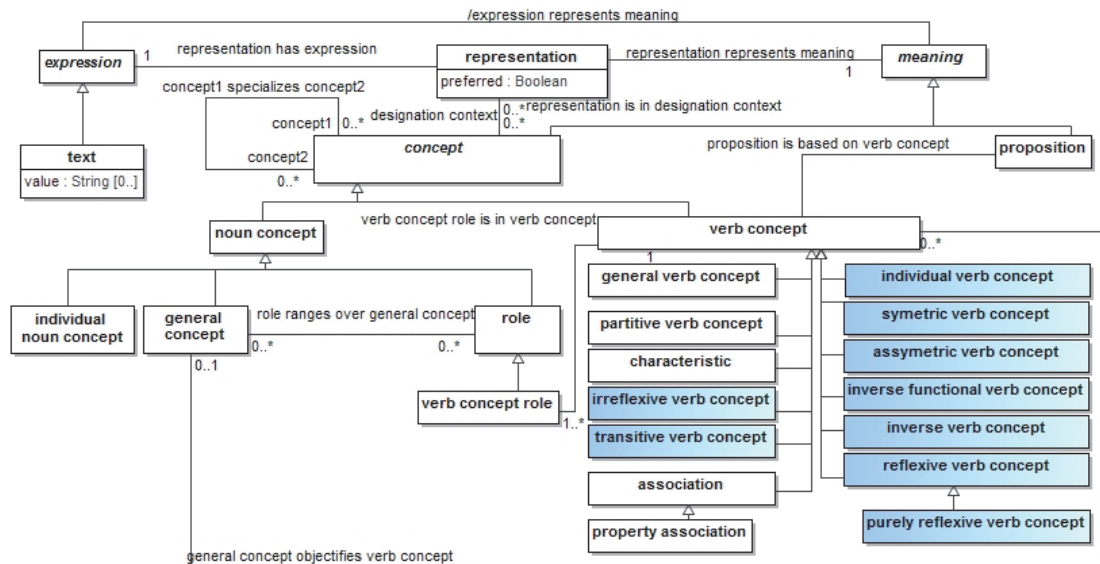 /expression represents meaning
expression
1
representation has expression
representation
preferred : Boolean
representation represents meaning
1
meaning
concept1 specializes concept2
concept1
0..*
designation context
0..*
0..*
representation is in designation context
concept2
0..*
concept
text
value : String [0..]
proposition is based on verb concept
proposition
noun concept
verb concept role is in verb concept
verb concept
1
0..*
individual
noun concept
general
concept
role ranges over general concept
0..*
0..*
role
0..1
verb concept role
1..*
general verb concept
partitive verb concept
characteristic
irreflexive verb concept
transitive verb concept
association
property association
individual verb concept
symetric verb concept
assymetric verb concept
inverse functional verb concept
inverse verb concept
reflexive verb concept
purely reflexive verb concept
general concept objectifies verb concept